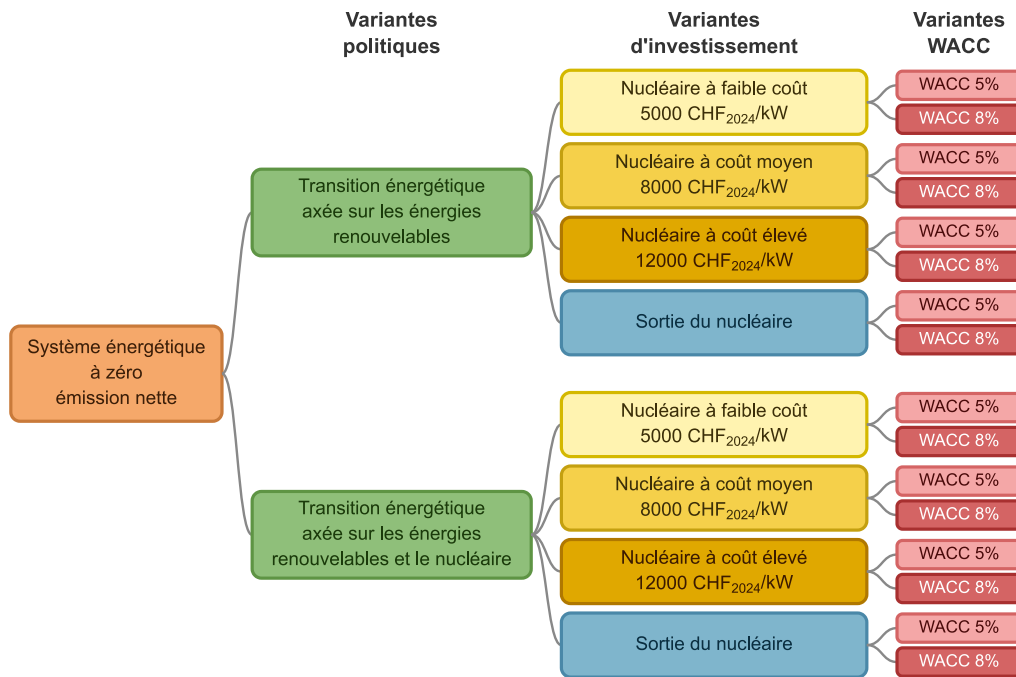 Variantes
politiques
Variantes
d'investissement
Variantes
WACC
Système énergétique
à zéro
émission nette
Transition énergétique
axée sur les énergies
renouvelables
Nucléaire à faible coût
5000 CHF2024/kW
WACC 5%
WACC 8%
Nucléaire à coût moyen
8000 CHF2024/kW
WACC 5%
WACC 8%
Nucléaire à coût élevé
12000 CHF2024/kW
WACC 5%
WACC 8%
Sortie du nucléaire
WACC 5%
WACC 8%
Transition énergétique
axée sur les énergies
renouvelables et le nucléaire
Nucléaire à faible coût
5000 CHF2024/kW
WACC 5%
WACC 8%
Nucléaire à coût moyen
8000 CHF2024/kW
WACC 5%
WACC 8%
Nucléaire à coût élevé
12000 CHF2024/kW
WACC 5%
WACC 8%
Sortie du nucléaire
WACC 5%
WACC 8%